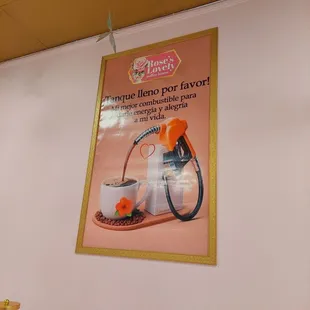 Rose's
Lovely
¡Tanque lleno por favor!
mejor combustible para
energía y alegría
a mi vida.